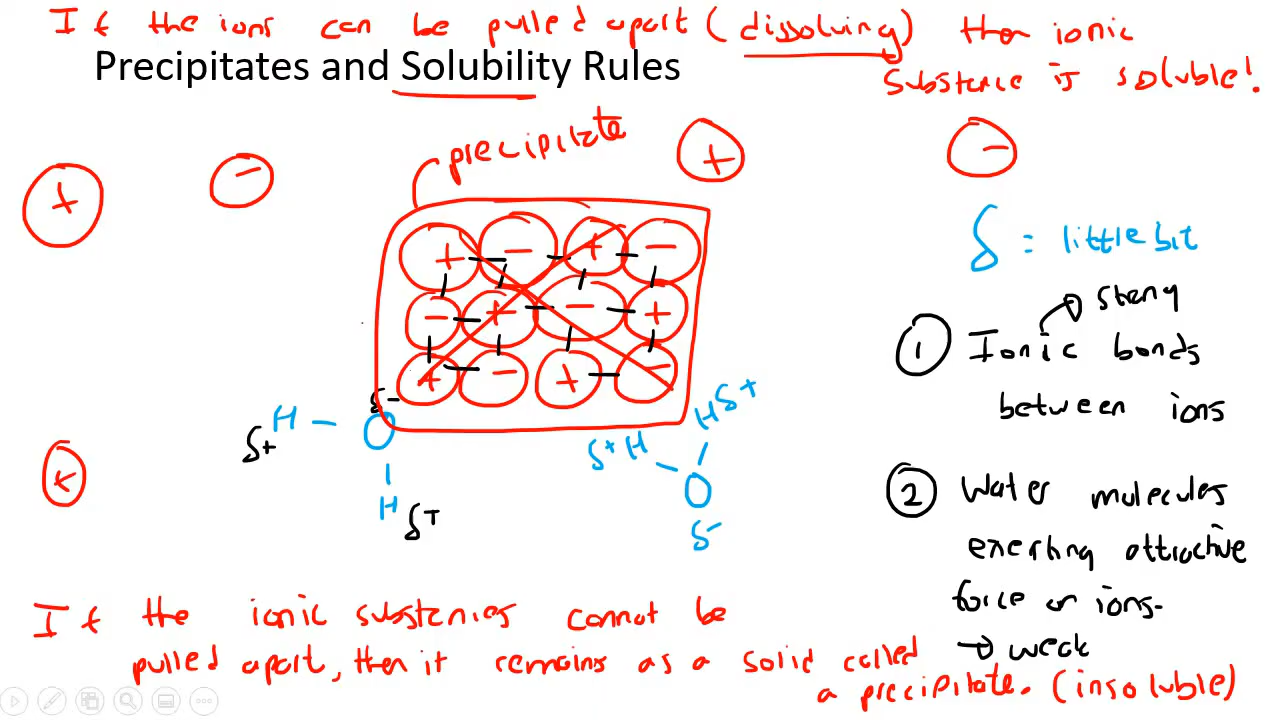 If the ions can be pulled apart (dissolving) then ionic
substance is soluble!
Precipitates and Solubility Rules
precipitate
+
-
+
-
+ - + -
- + - +
+ - + -
δ = little bit
① Ionic bonds
strong
between ions
δ-
δ+ H - O
H δ+
H δ+
δ+ H
O
δ-
+
② Water molecules
exerting attractive
force on ions.
→ weak
If the ionic substances cannot be
pulled apart, then it remains as a solid called
a precipitate. (insoluble)